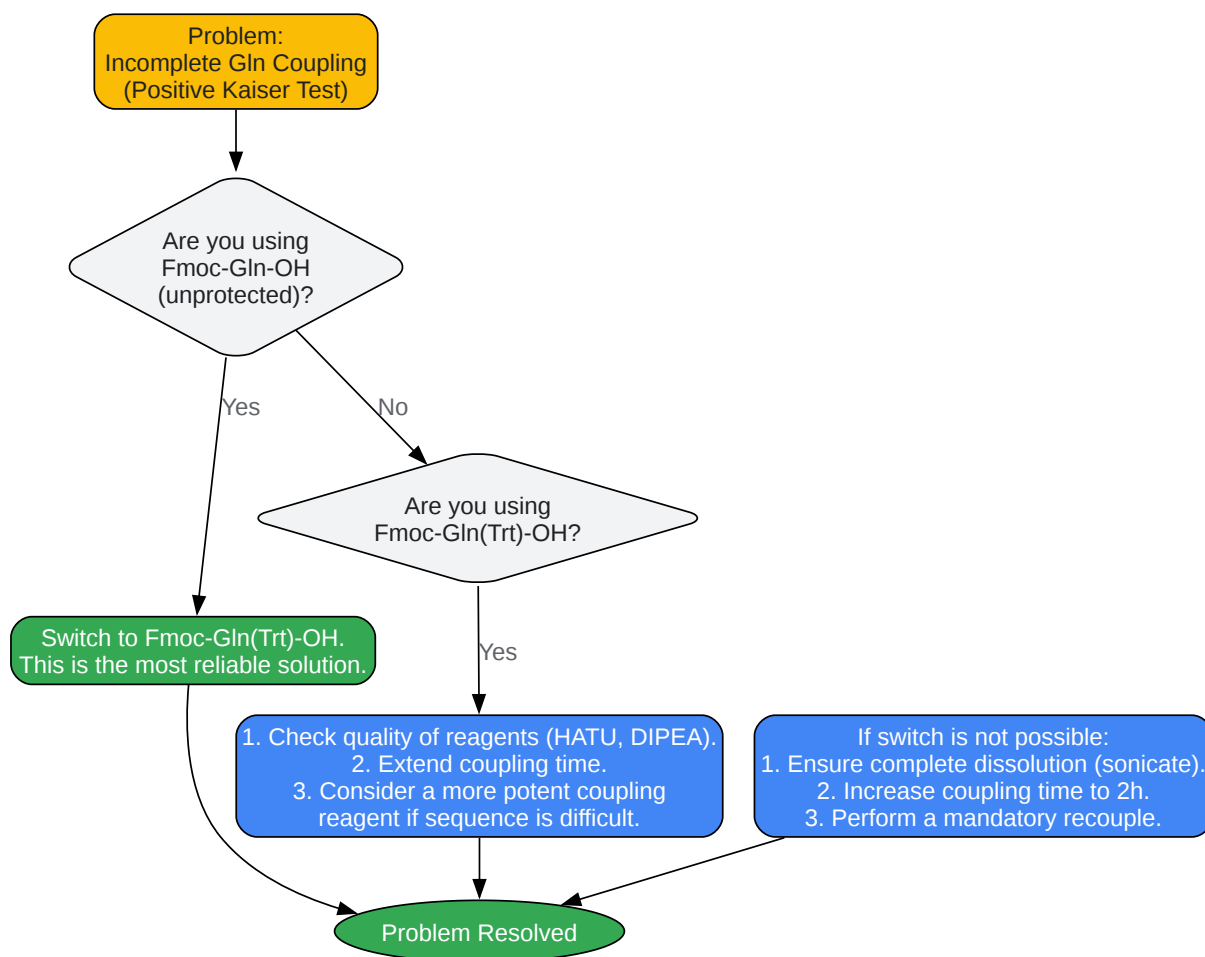 Problem:
Incomplete Gln Coupling
(Positive Kaiser Test)
Are you using
Fmoc-Gln-OH
(unprotected)?
Yes
No
Are you using
Fmoc-Gln(Trt)-OH?
Switch to Fmoc-Gln(Trt)-OH.
This is the most reliable solution.
Yes
1. Check quality of reagents (HATU, DIPEA).
2. Extend coupling time.
3. Consider a more potent coupling
reagent if sequence is difficult.
If switch is not possible:
1. Ensure complete dissolution (sonicate).
2. Increase coupling time to 2h.
3. Perform a mandatory recouple.
Problem Resolved